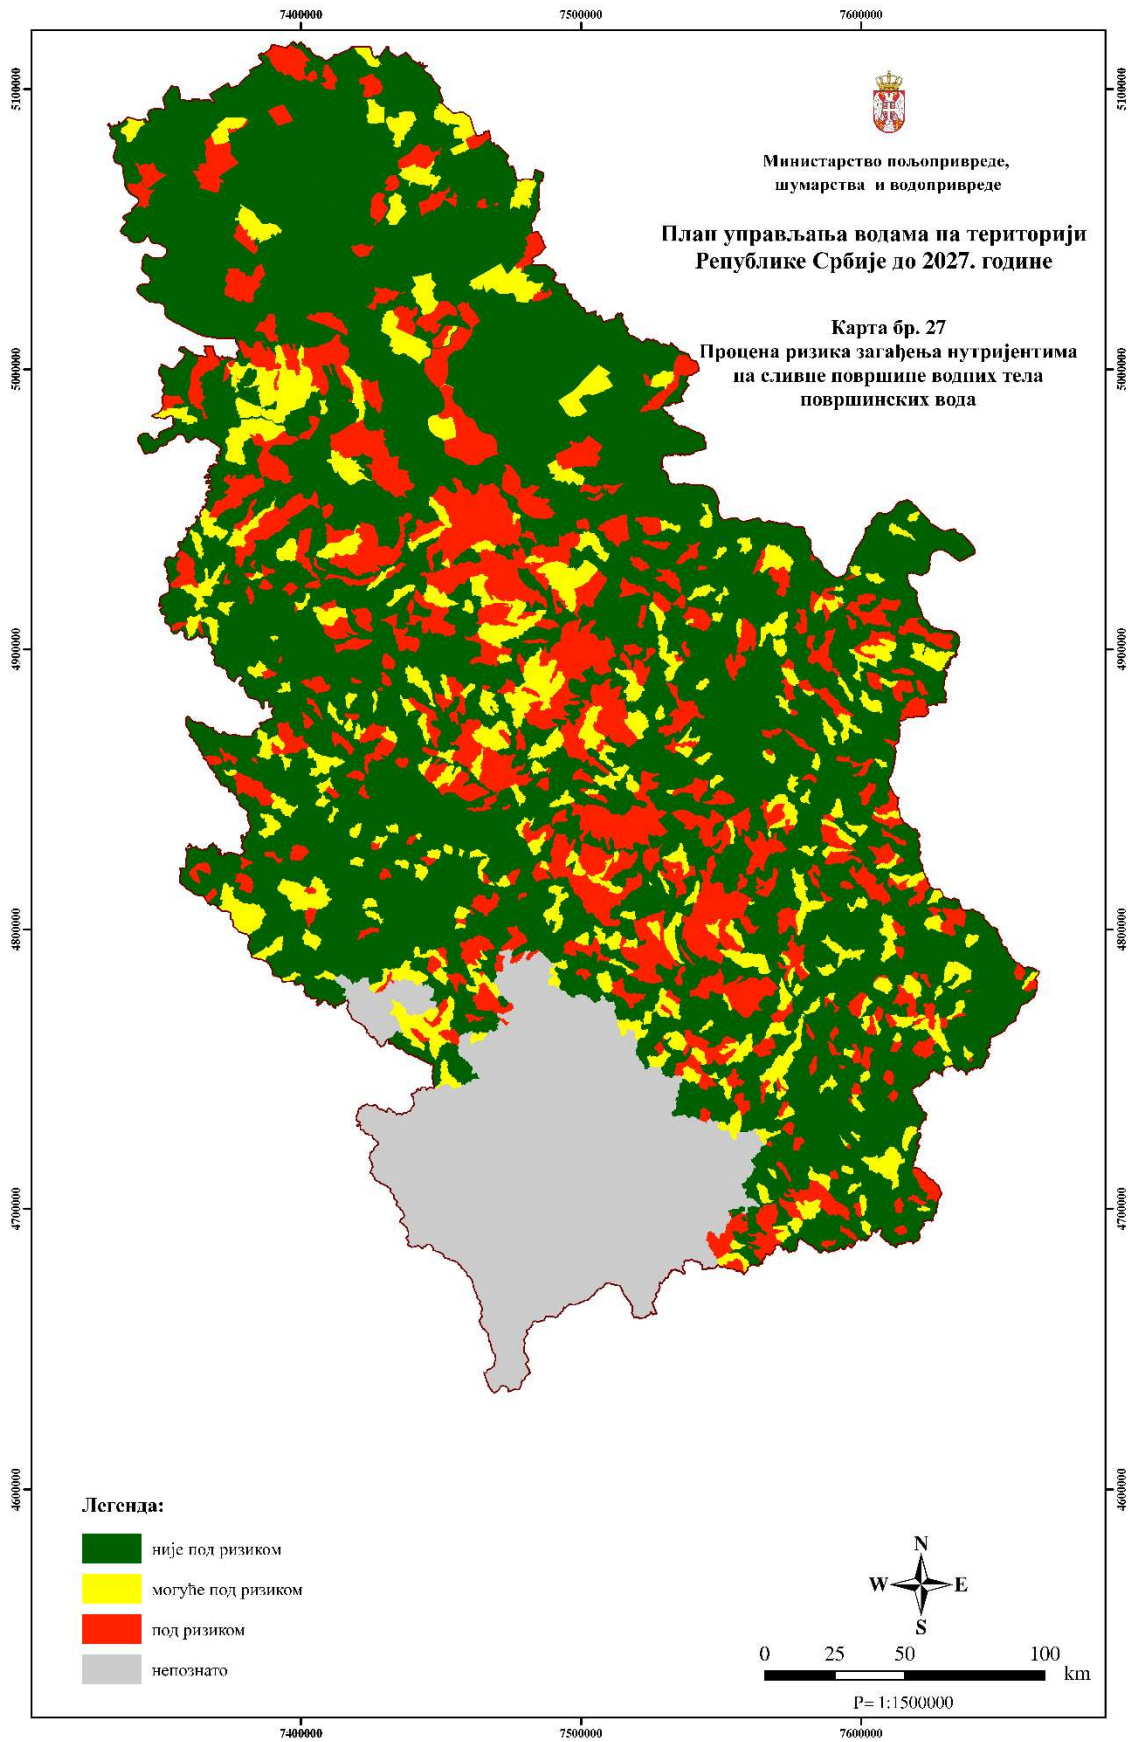 7400000 7500000 7600000
5100000 5100000
Министарство пољопривреде,
шумарства и водопривреде
План управљања водама на територији
Републике Србије до 2027. године
Карта бр. 27
Процена ризика загађења нутријентима
на сливне површине водних тела
површинских вода
5000000 5000000
4900000 4900000
4800000 4800000
4700000 4700000
4600000 4600000
Легенда:
није под ризиком
могуће под ризиком
под ризиком
непознато
N
W E
S
0 25 50 100
km
Р= 1:1500000
7400000 7500000 7600000